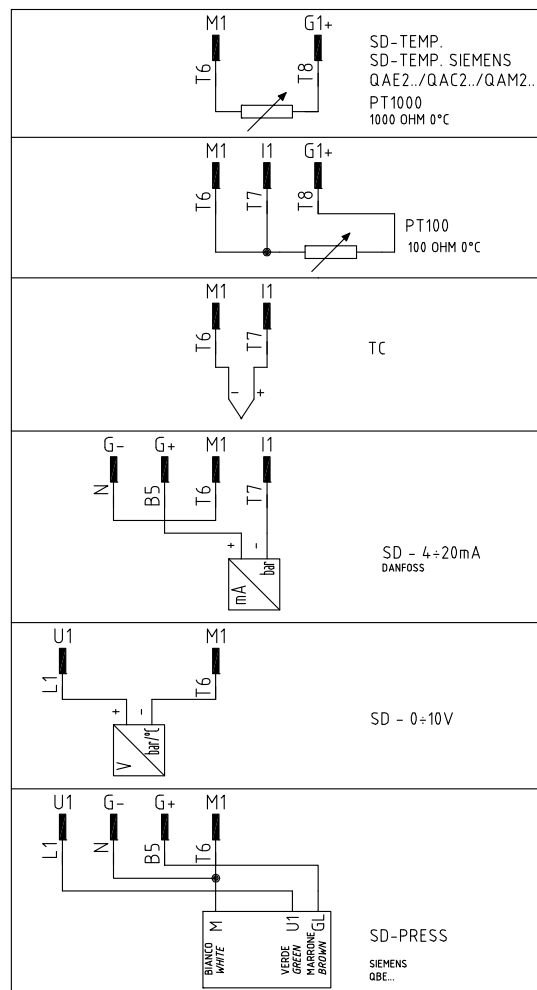 M1 G1+
T6 T8
SD-TEMP.
SD-TEMP. SIEMENS
QAE2../QAC2../QAM2..
PT1000
1000 OHM 0°C
M1 I1 G1+
T6 T7 T8
PT100
100 OHM 0°C
M1 I1
T6 T7
- +
TC
G- G+ M1 I1
N B5 T6 T7
+ -
mA bar
SD - 4÷20mA
DANFOSS
U1 M1
L1 T6
+ -
V bar/°C
SD - 0÷10V
U1 G- G+ M1
L1 N B5 T6
M U1 GL
BIANCO
WHITE
VERDE
GREEN
MARRONE
BROWN
SD-PRESS
SIEMENS
QBE...